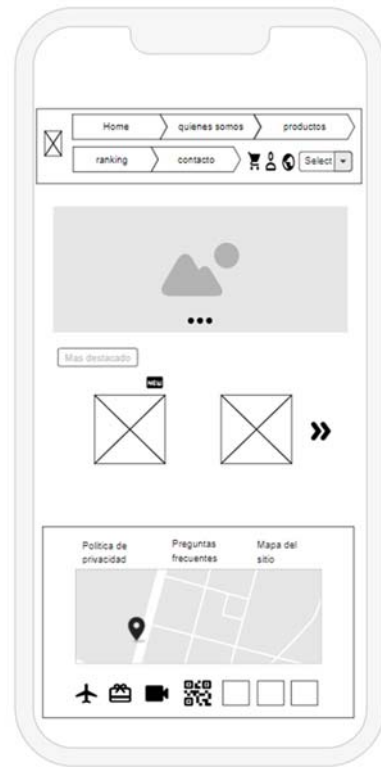 Home quienes somos productos
ranking contacto Select
Mas destacado
NEW
Politica de privacidad
Preguntas frecuentes
Mapa del sitio